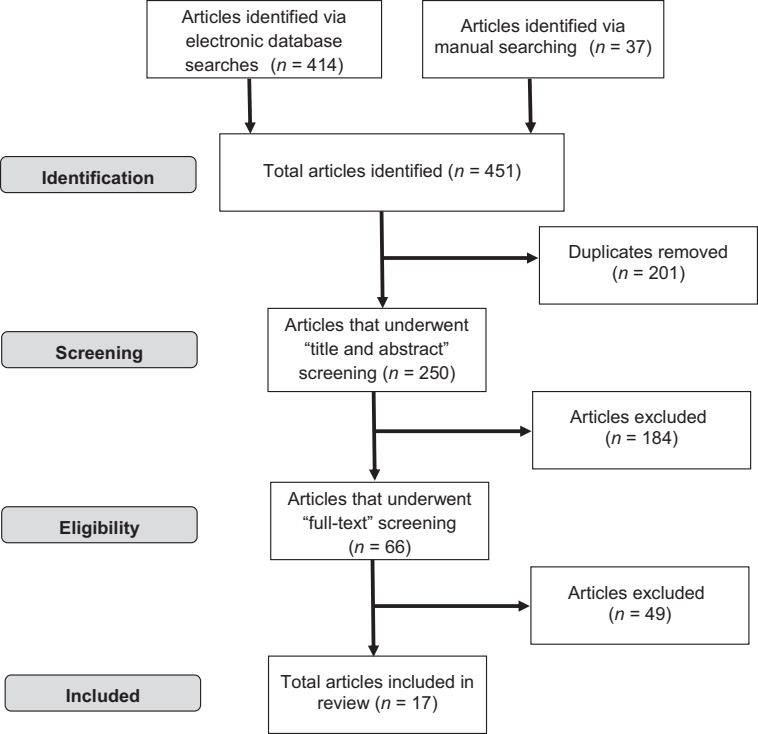 Articles identified via
electronic database
searches (n = 414)
Articles identified via
manual searching (n = 37)
Identification
Total articles identified (n = 451)
Duplicates removed
(n = 201)
Screening
Articles that underwent
“title and abstract”
screening (n = 250)
Articles excluded
(n = 184)
Eligibility
Articles that underwent
“full-text” screening
(n = 66)
Articles excluded
(n = 49)
Included
Total articles included in
review (n = 17)